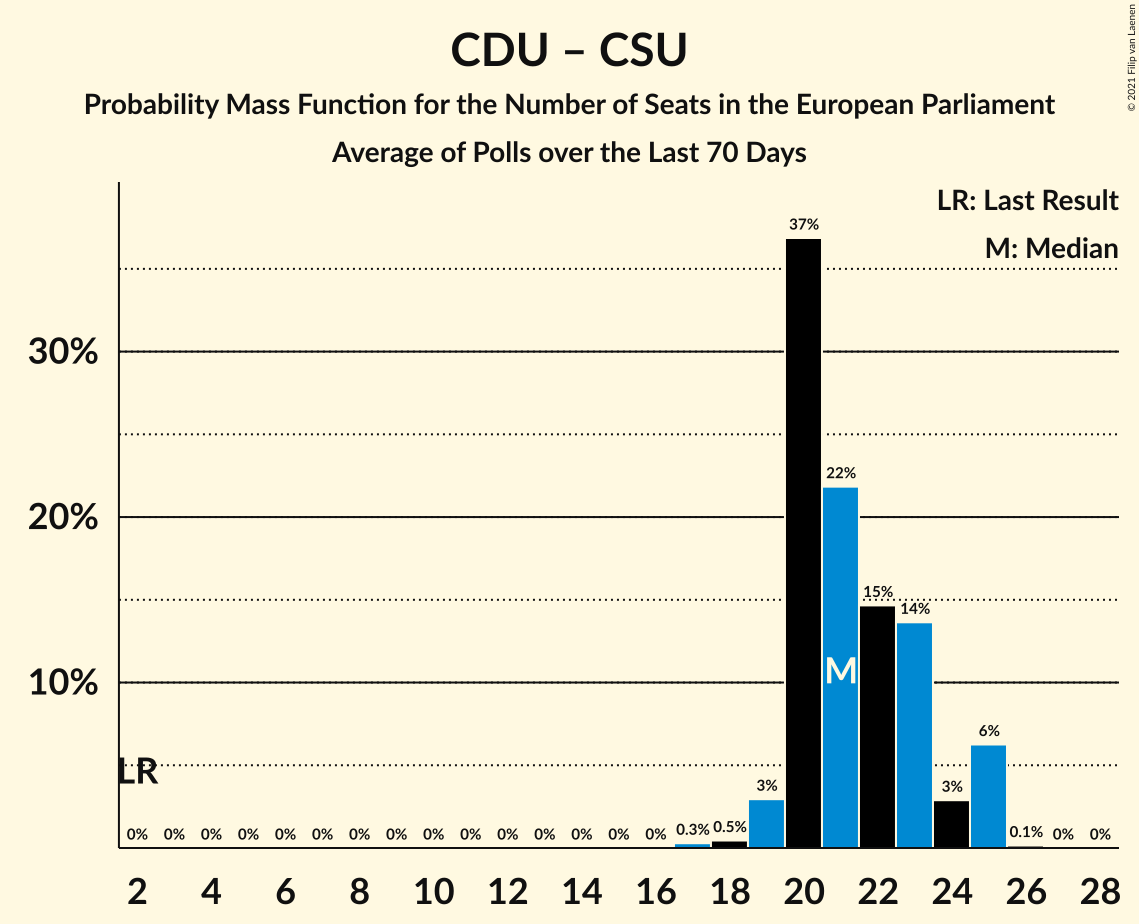 CDU – CSU
Probability Mass Function for the Number of Seats in the European Parliament
Average of Polls over the Last 70 Days
© 2021 Filip van Laenen
LR: Last Result
M: Median
37%
30%
22%
20%
15%
14%
M
10%
6%
LR
3%
3%
0% 0% 0% 0% 0% 0% 0% 0% 0% 0% 0% 0% 0% 0% 0% 0.3% 0.5% 0.1% 0% 0%
2 4 6 8 10 12 14 16 18 20 22 24 26 28